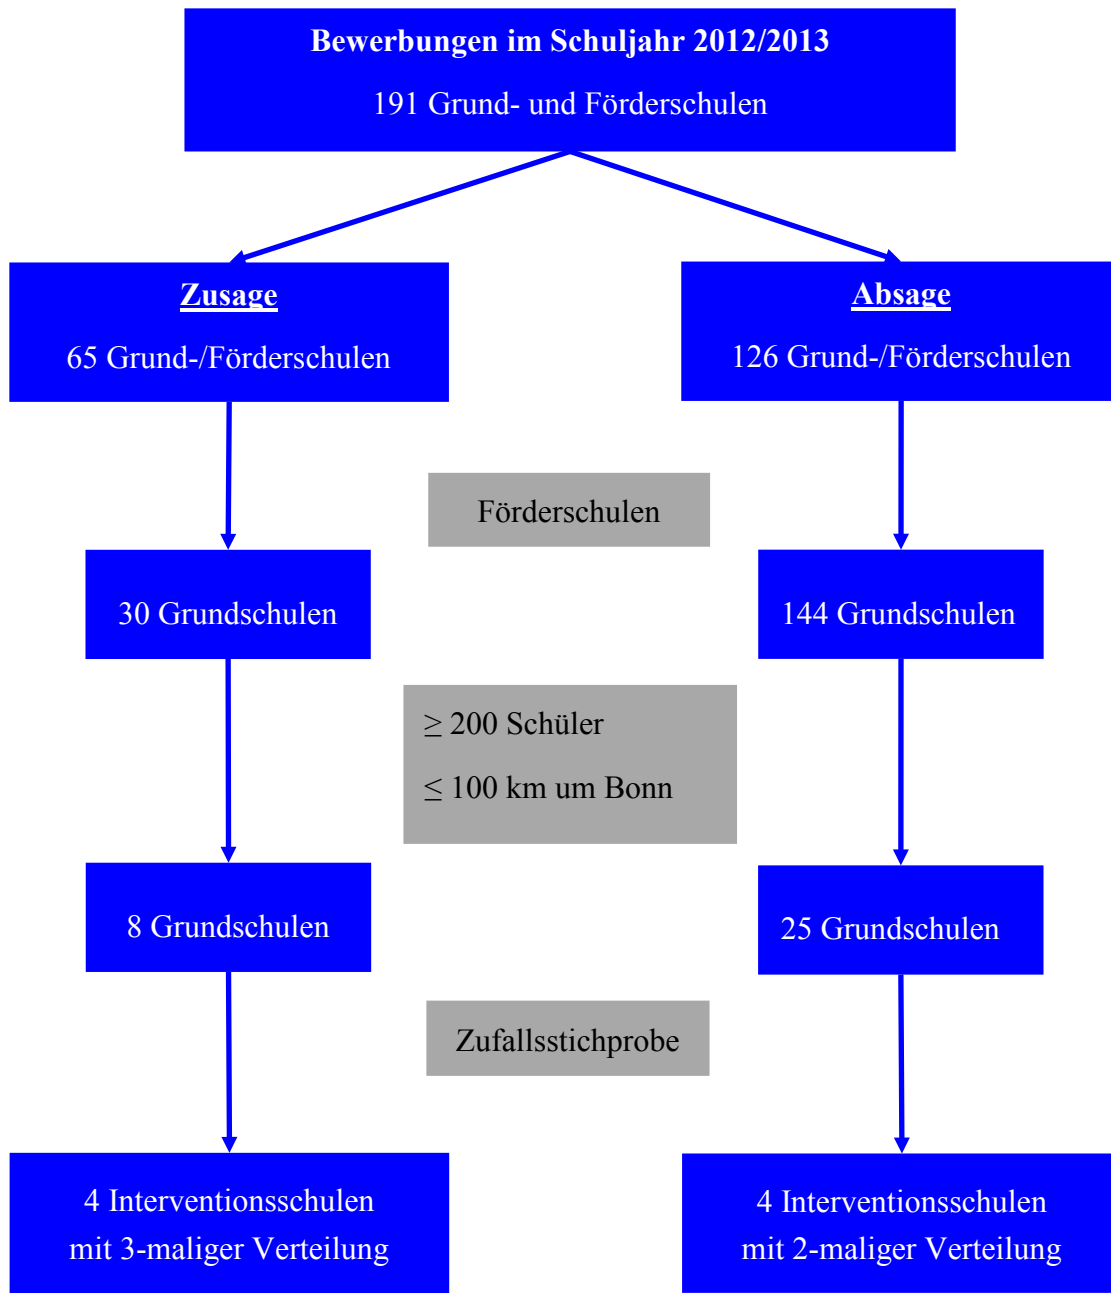 Bewerbungen im Schuljahr 2012/2013
191 Grund- und Förderschulen
Zusage
65 Grund-/Förderschulen
Absage
126 Grund-/Förderschulen
Förderschulen
30 Grundschulen
144 Grundschulen
≥ 200 Schüler
≤ 100 km um Bonn
8 Grundschulen
25 Grundschulen
Zufallsstichprobe
4 Interventionsschulen
mit 3-maliger Verteilung
4 Interventionsschulen
mit 2-maliger Verteilung